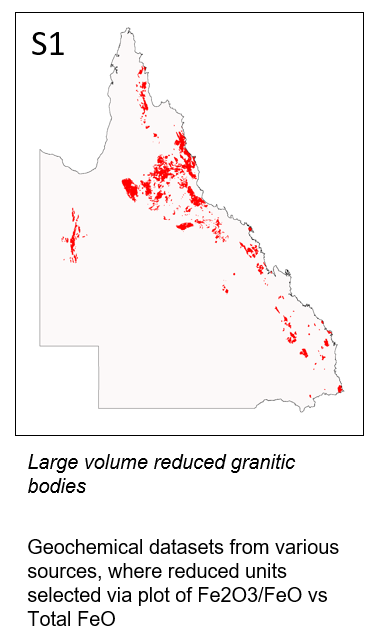 S1
Large volume reduced granitic
bodies
Geochemical datasets from various
sources, where reduced units
selected via plot of Fe2O3/FeO vs
Total FeO